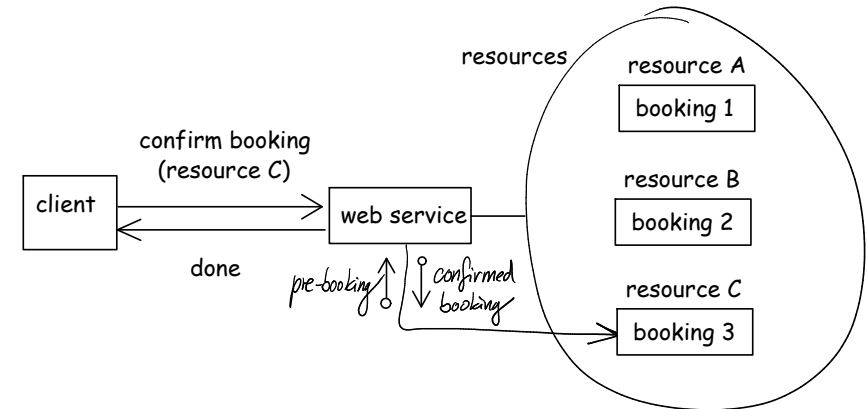 resources
resource A
booking 1
confirm booking
(resource C)
client
web service
done
resource B
booking 2
pre-booking
confirmed
booking
resource C
booking 3